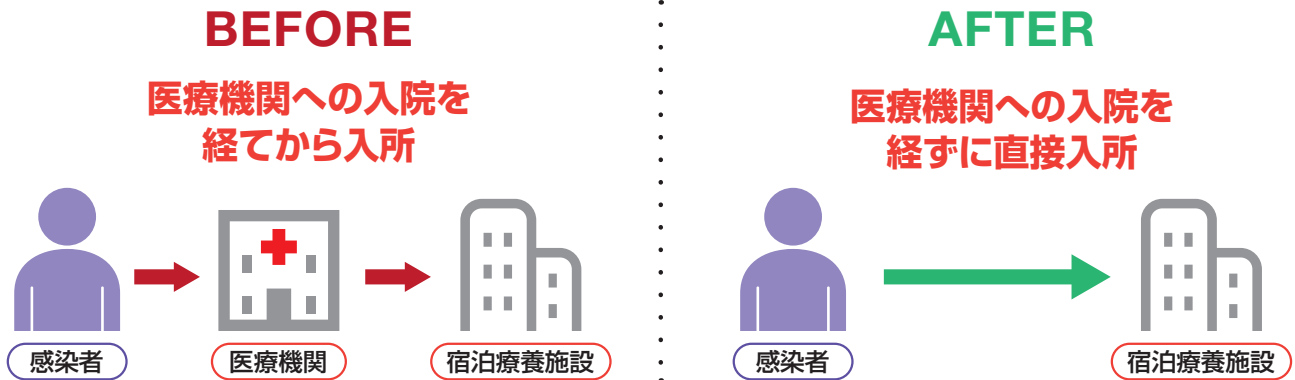 BEFORE
医療機関への入院を
経てから入所
感染者
医療機関
宿泊療養施設
AFTER
医療機関への入院を
経ずに直接入所
感染者
宿泊療養施設